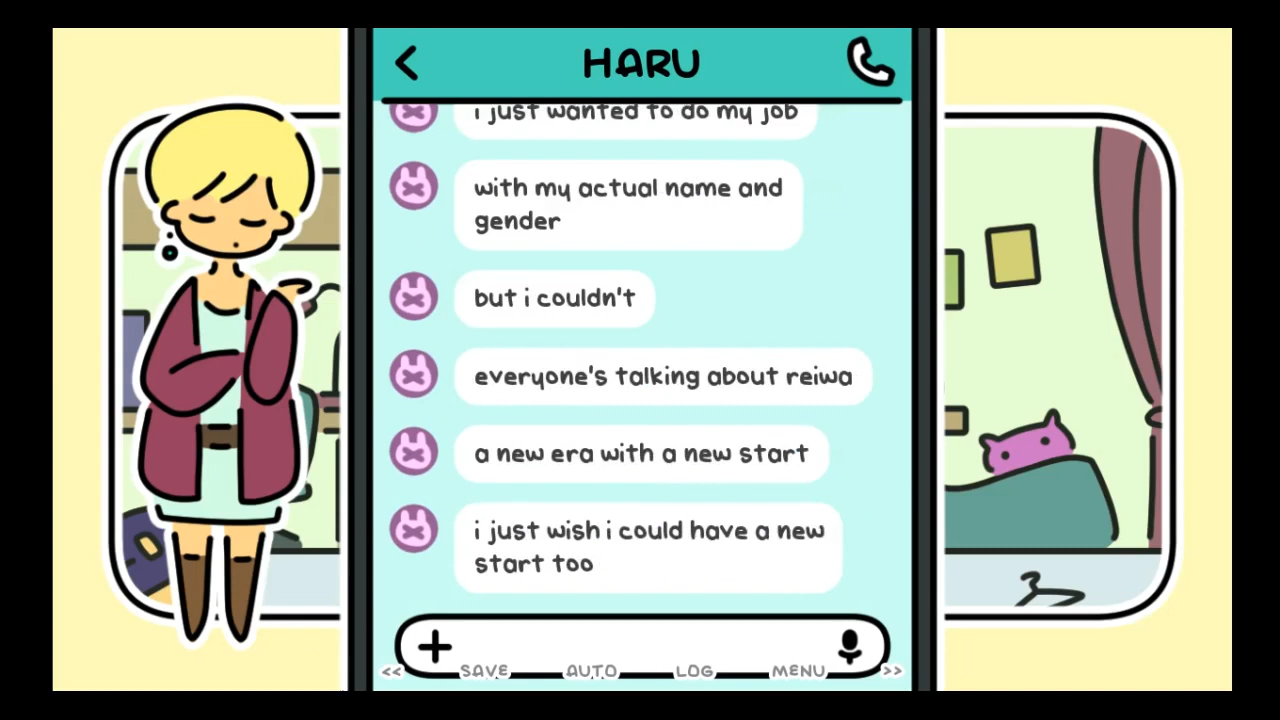 HARU
i just wanted to do my job
with my actual name and
gender
but i couldn't
everyone's talking about reiwa
a new era with a new start
i just wish i could have a new
start too
<< SAVE AUTO LOG MENU >>